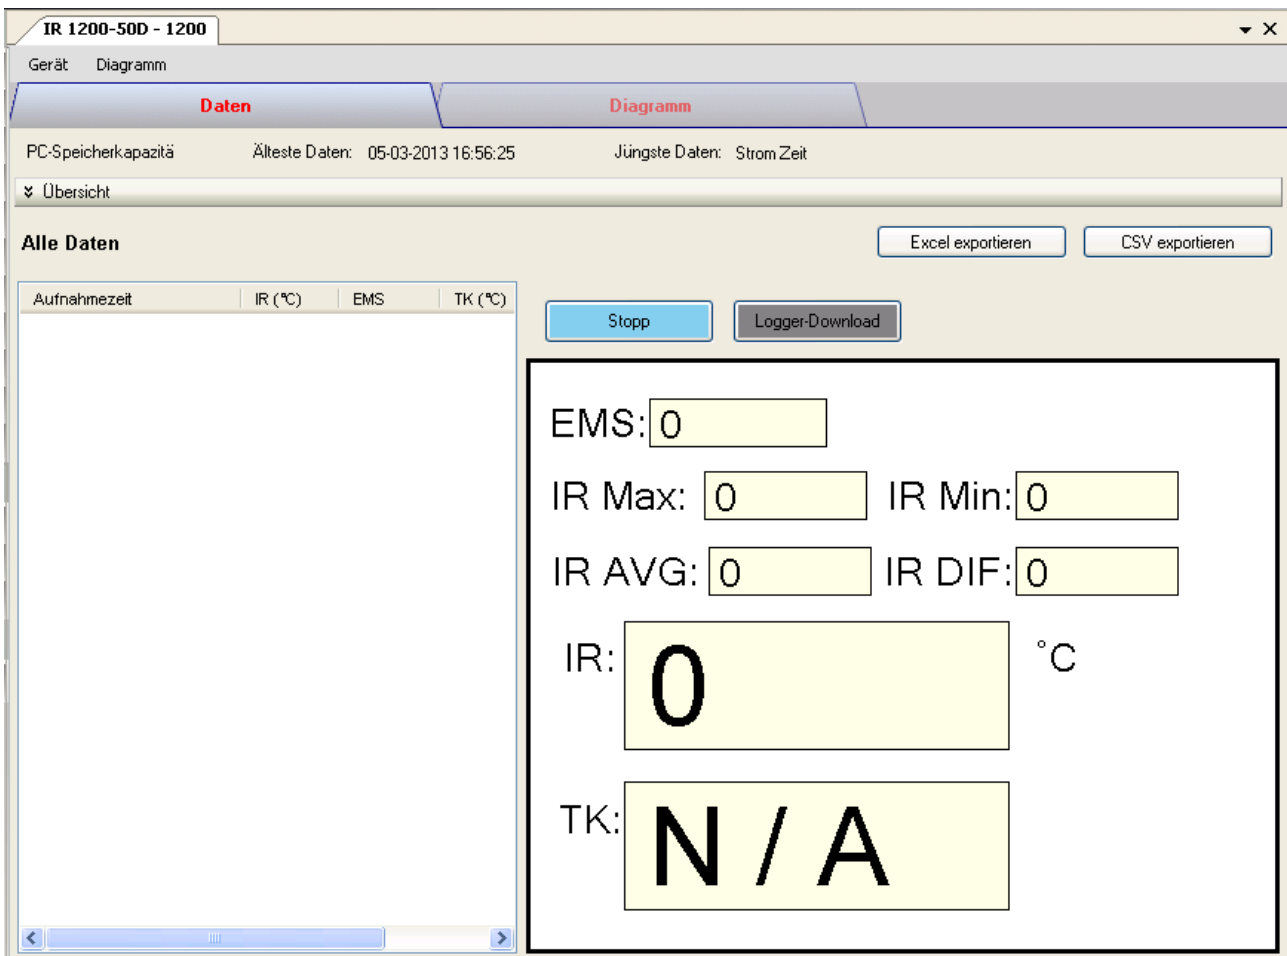 IR 1200-50D - 1200
Gerät Diagramm
Daten Diagramm
PC-Speicherkapazitä Älteste Daten: 05-03-2013 16:56:25 Jüngste Daten: Strom Zeit
Übersicht
Alle Daten Excel exportieren CSV exportieren
Aufnahmezeit IR (°C) EMS TK (°C)
Stopp Logger-Download
EMS: 0
IR Max: 0 IR Min: 0
IR AVG: 0 IR DIF: 0
IR: 0 °C
TK: N / A